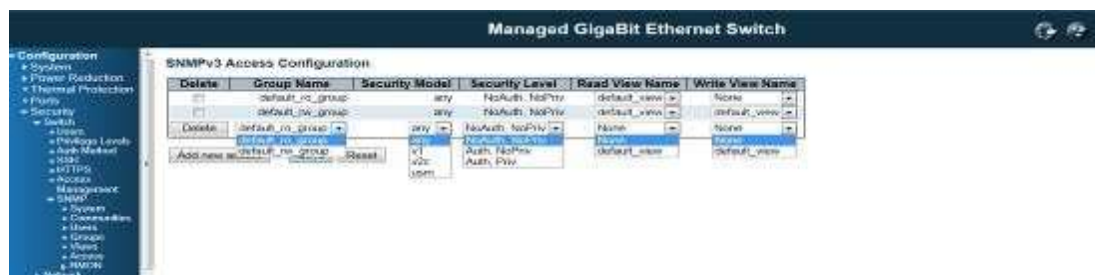 Managed GigaBit Ethernet Switch
Configuration
System
Power Reduction
Thermal Protection
Ports
Security
Switch
Users
Privilege Levels
Auth Method
SSH
HTTPS
Access
Management
SNMP
System
Communities
Users
Groups
Views
Access
RMON
SNMPv3 Access Configuration
Delete Group Name Security Model Security Level Read View Name Write View Name
default_ro_group any NoAuth, NoPriv default_view None
default_rw_group any NoAuth, NoPriv default_view default_view
Delete default_ro_group any NoAuth, NoPriv None None
default_ro_group any NoAuth, NoPriv None None
default_rw_group v1 Auth, NoPriv default_view default_view
v2c Auth, Priv
usm
Add new Reset